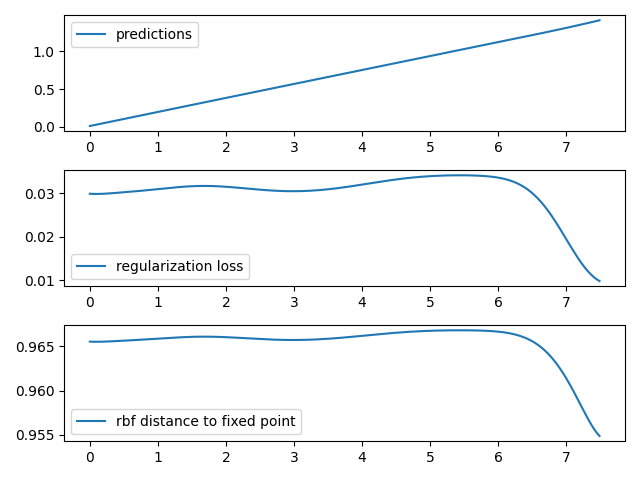 predictions
1.0
0.5
0.0
0 1 2 3 4 5 6 7
0.03
0.02
0.01
regularization loss
0 1 2 3 4 5 6 7
0.965
0.960
0.955
rbf distance to fixed point
0 1 2 3 4 5 6 7